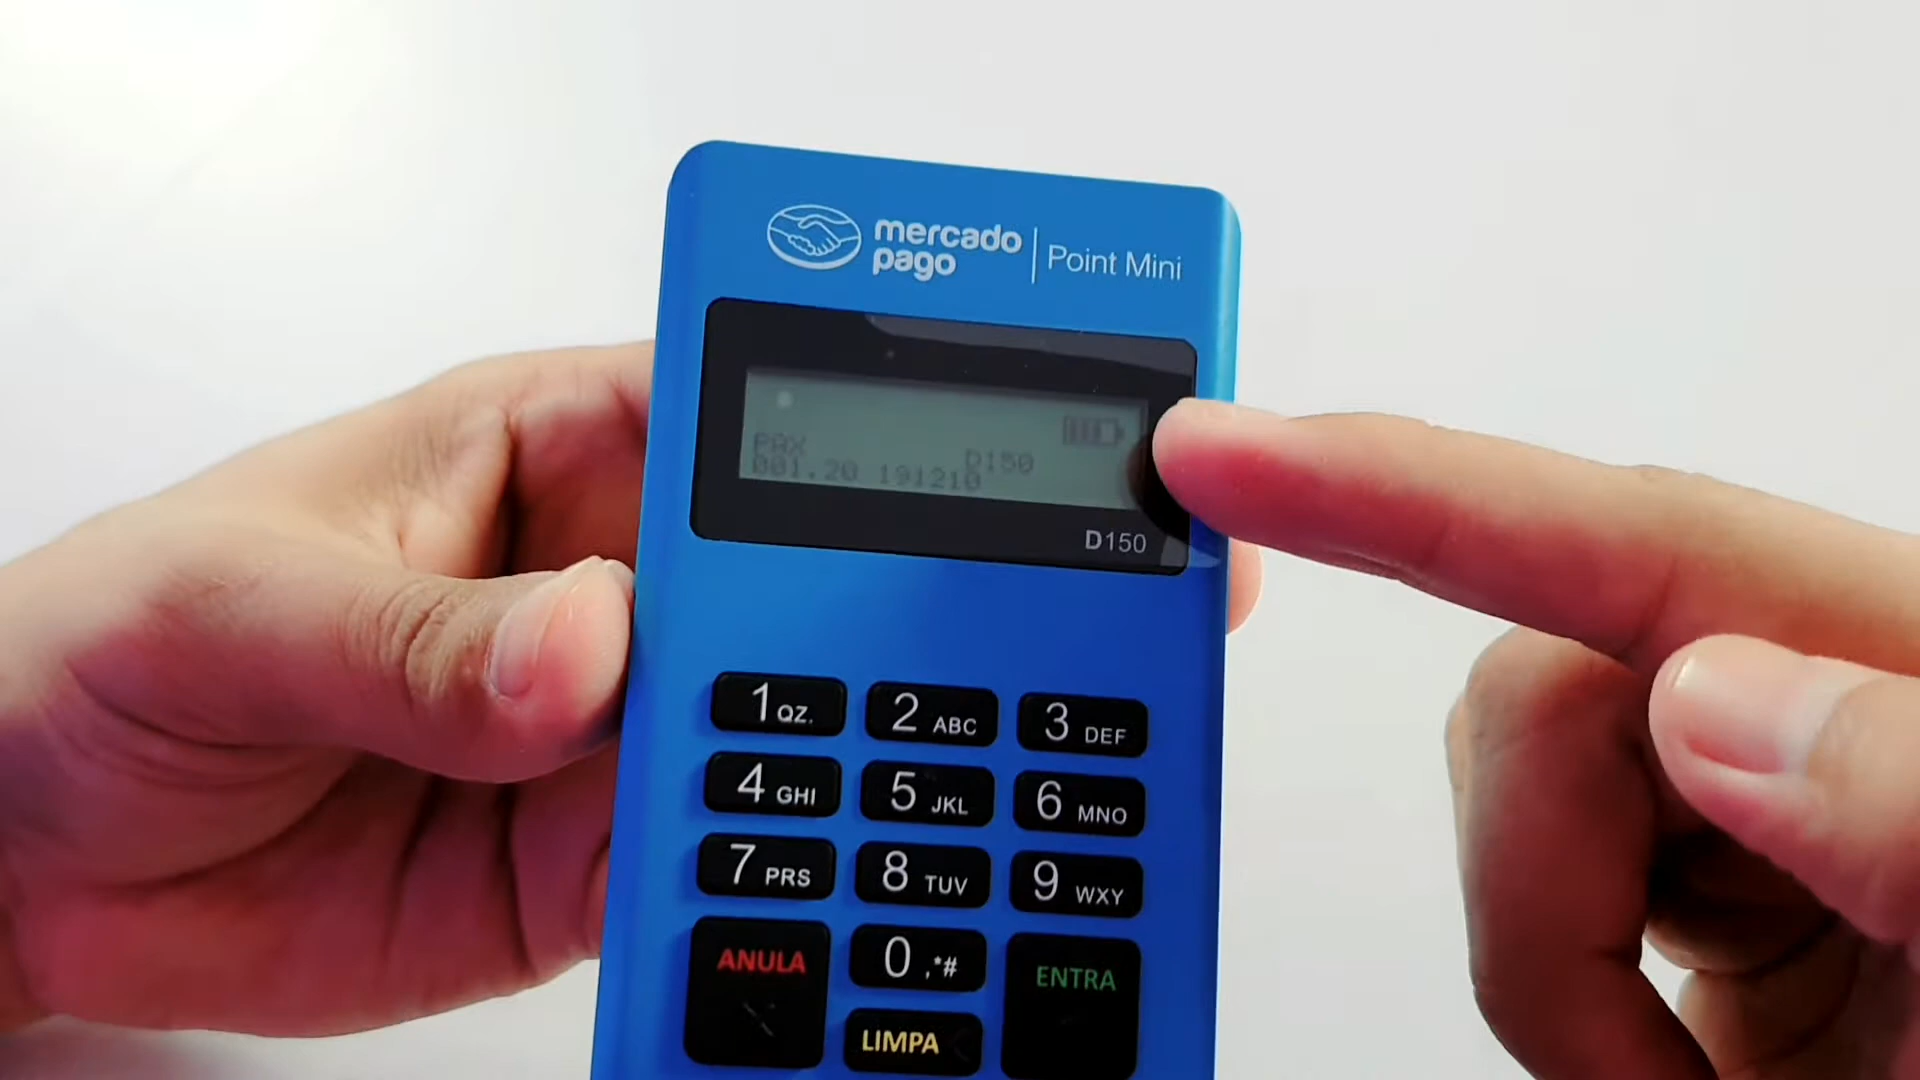 mercado
pago
Point Mini
PAX D150
001.20 191210
D150
1 QZ.
2 ABC
3 DEF
4 GHI
5 JKL
6 MNO
7 PRS
8 TUV
9 WXY
ANULA
0 ,*#
ENTRA
LIMPA